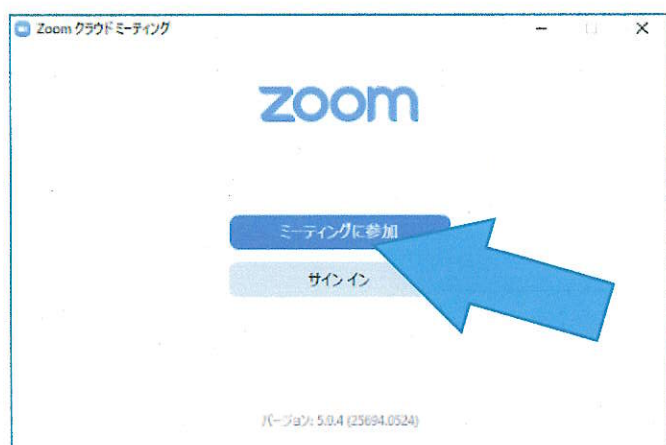 Zoom クラウドミーティング
zoom
ミーティングに参加
サインイン
バージョン: 5.0.4 (25694.0524)